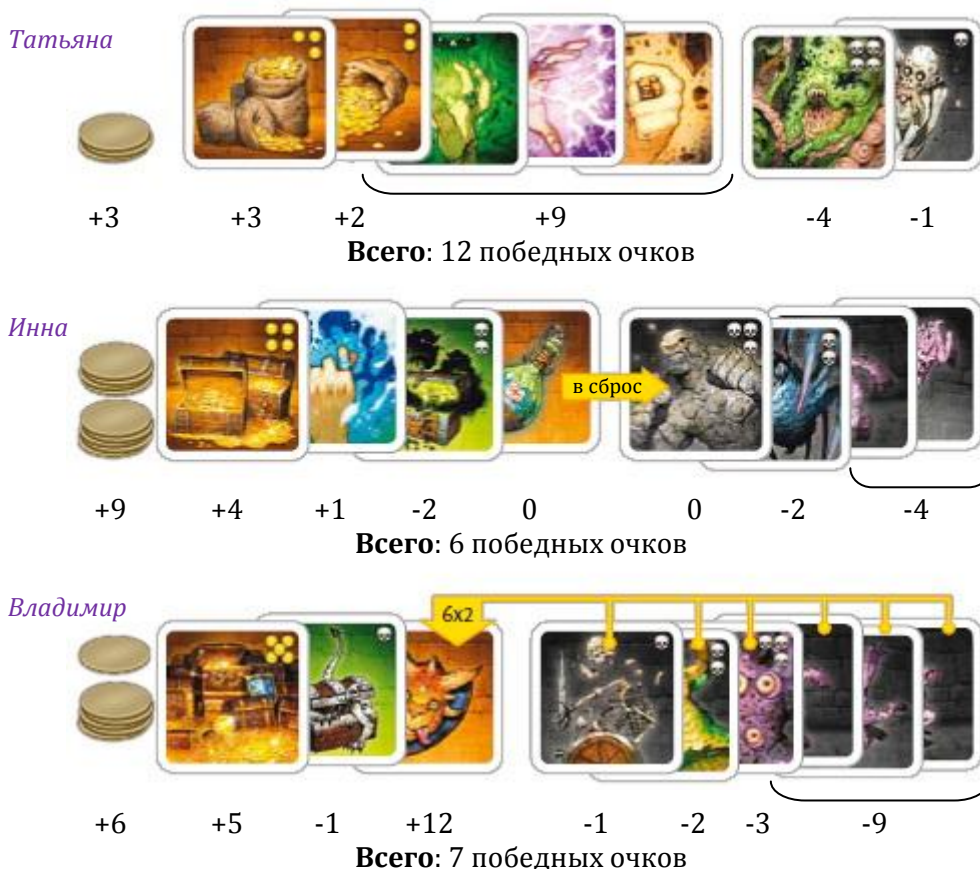 Татьяна
+3 +3 +2 +9 -4 -1
Всего: 12 победных очков
Инна
в сброс
+9 +4 +1 -2 0 0 -2 -4
Всего: 6 победных очков
Владимир
6x2
+6 +5 -1 +12 -1 -2 -3 -9
Всего: 7 победных очков